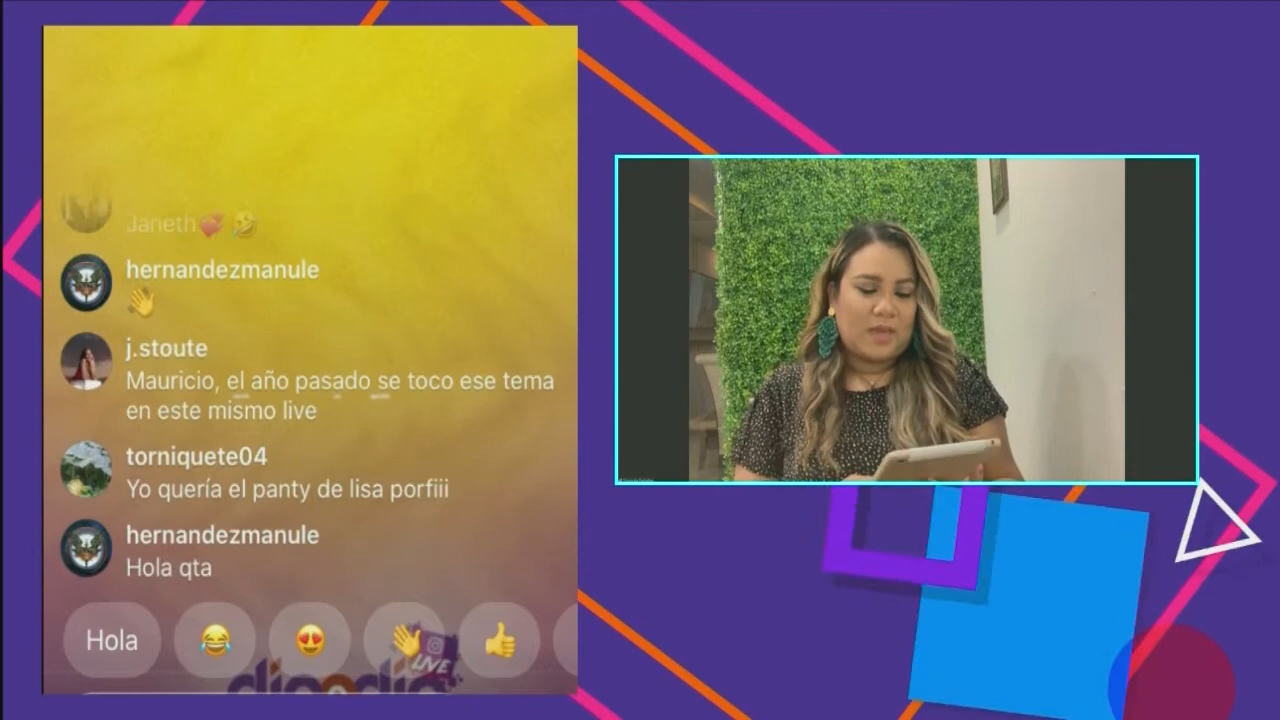 Janeth
hernandezmanule
j.stoute
Mauricio, el año pasado se toco ese tema
en este mismo live
torniquete04
Yo quería el panty de lisa porfiii
hernandezmanule
Hola qta
Hola
LIVE